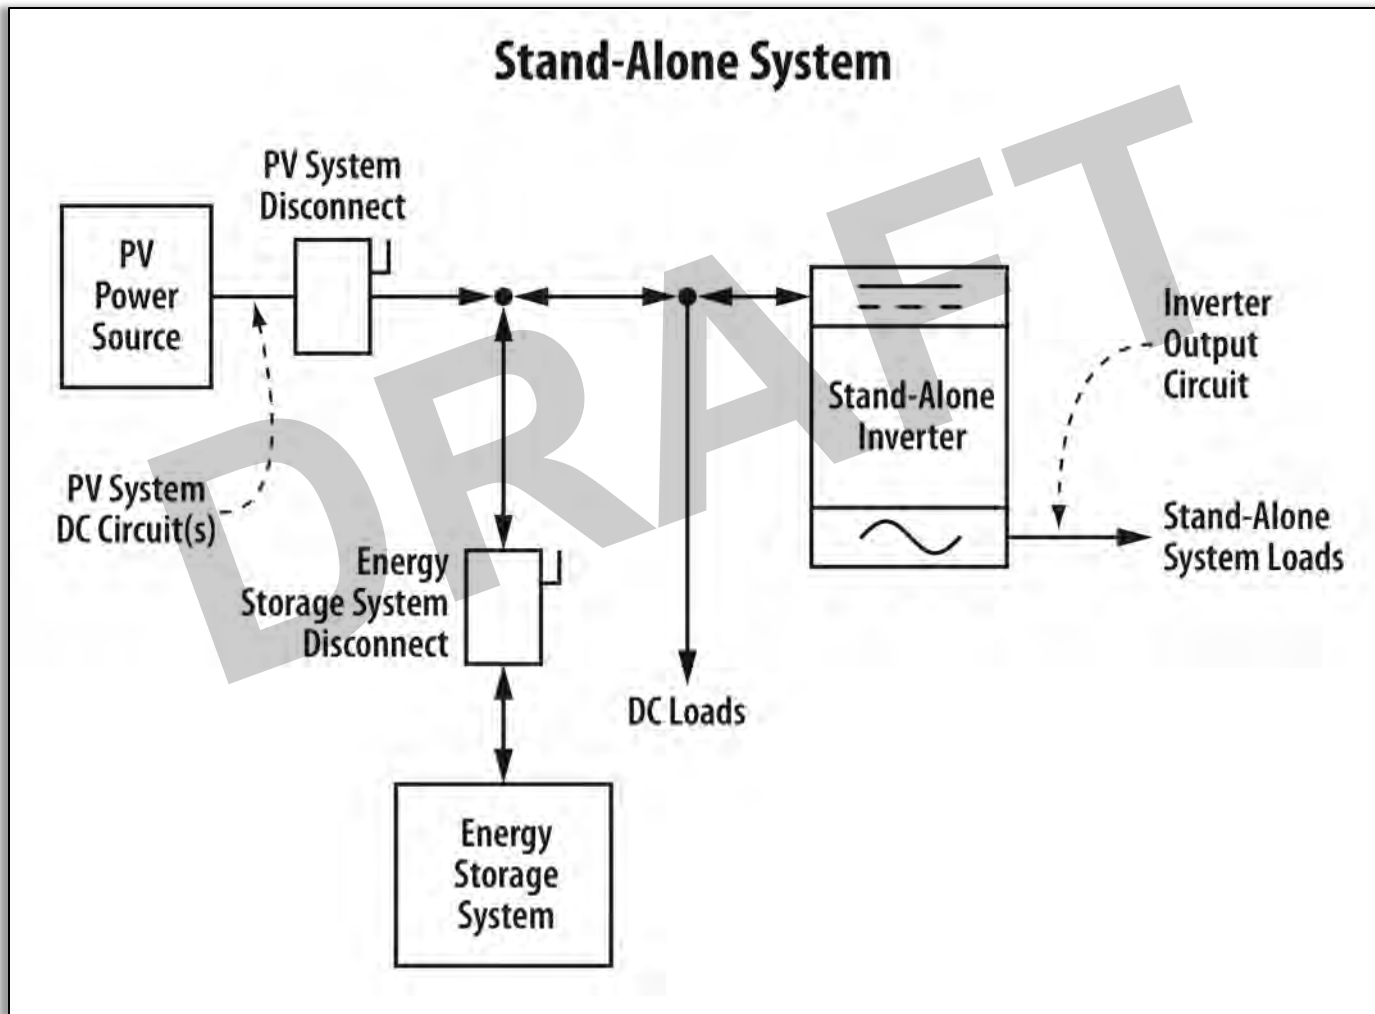 Stand-Alone System
PV System
Disconnect
PV
Power
Source
PV System
DC Circuit(s)
Energy
Storage System
Disconnect
Energy
Storage
System
DC Loads
Stand-Alone
Inverter
Inverter
Output
Circuit
Stand-Alone
System Loads
DRAFT